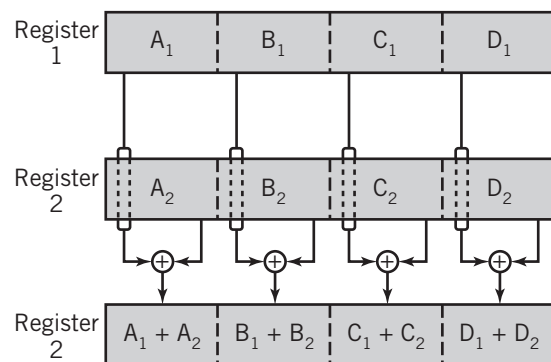 Register 1 A₁ B₁ C₁ D₁
Register 2 A₂ B₂ C₂ D₂
+ + + +
Register 2 A₁ + A₂ B₁ + B₂ C₁ + C₂ D₁ + D₂